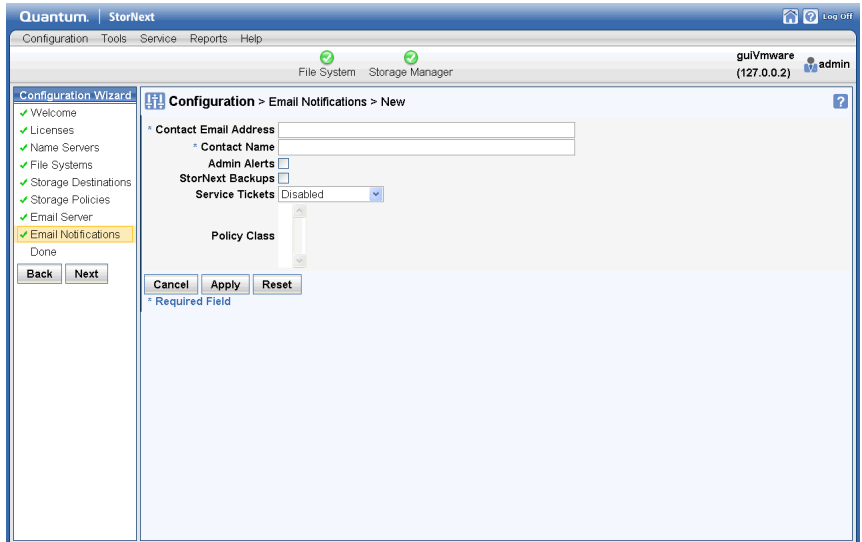 Quantum. StorNext
Log Off
Configuration Tools Service Reports Help
File System Storage Manager
guiVmware
(127.0.0.2)
admin
Configuration Wizard
Welcome
Licenses
Name Servers
File Systems
Storage Destinations
Storage Policies
Email Server
Email Notifications
Done
Back Next
Configuration > Email Notifications > New
?
* Contact Email Address
* Contact Name
Admin Alerts
StorNext Backups
Service Tickets Disabled
Policy Class
Cancel Apply Reset
* Required Field